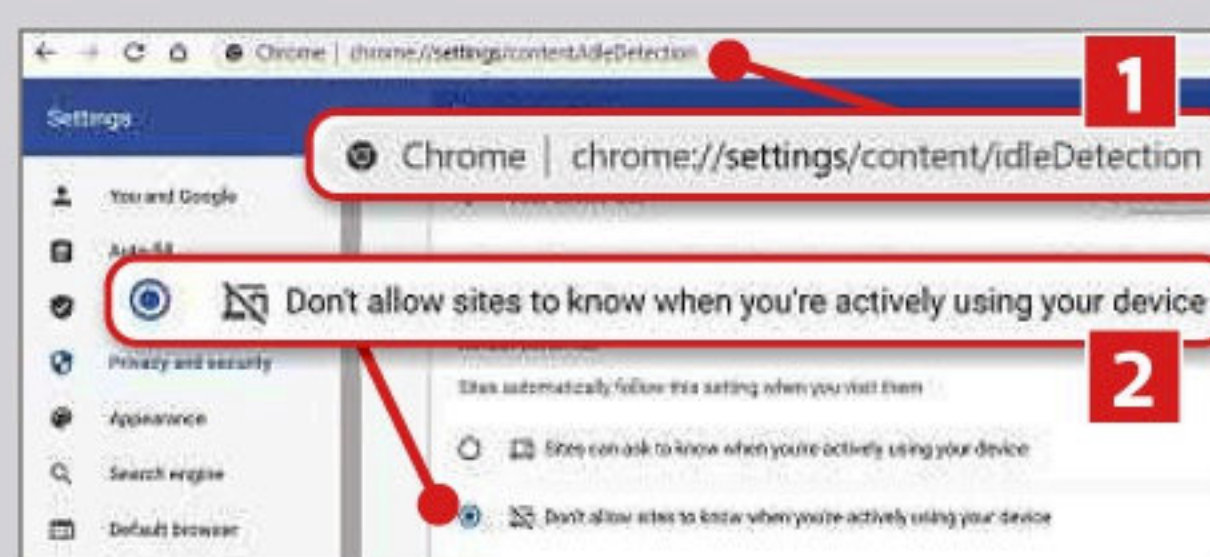 Chrome | chrome://settings/content/idleDetection
1
Settings
Chrome | chrome://settings/content/idleDetection
You and Google
Don't allow sites to know when you're actively using your device
Privacy and security
2
Sites automatically follow this setting when you visit them
Appearance
Sites can ask to know when you're actively using your device
Search engine
Don't allow sites to know when you're actively using your device
Default browser